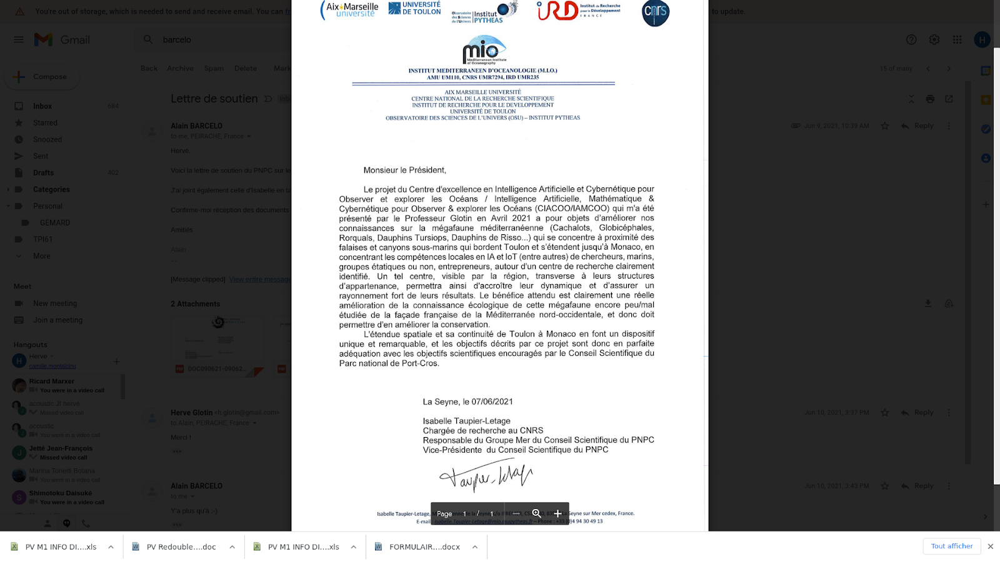 You're out of storage, which is needed to send and receive email. You can
to update.
Gmail
barcelo
Compose
Back Archive Spam Delete Mark
15 of many
Inbox 684
Starred
Snoozed
Sent
Drafts 402
Categories
Personal
GEMARD
TPI61
More
Meet
New meeting
Join a meeting
Hangouts
Herve
camille.montalcinu
Ricard Marxer
You were in a video call
acoustic Jf hervé
Missed video call
acoustic
You were in a video call
Jetté Jean-François
Missed video call
Marina Tonetti Botana
You were in a video call
Shimotoku Daisuké
You were in a video call
Lettre de soutien
Alain BARCELO
to me, PEIRACHE, France
Jun 9, 2021, 10:39 AM
Reply
Hervé,
Voici la lettre de soutien du PNPC sur le
J'ai joint également celle d'Isabelle en ta
Confirme-moi réception des documents
Amitiés
Alain
--
[Message clipped] View entire message
2 Attachments
DOC090621-09062...
Herve Glotin <h.glotin@gmail.com>
to Alain, PEIRACHE, France
Jun 10, 2021, 3:37 PM
Reply
Merci !
Alain BARCELO
to me
Jun 10, 2021, 3:43 PM
Reply
Y'a plus qu'à :-)
Aix*Marseille
université
UNIVERSITÉ
DE TOULON
Observatoire
des Sciences
de l'Univers
Institut
PYTHEAS
IRD
Institut de Recherche
pour le Développement
FRANCE
cnrs
mio
Mediterranean Institute
of Oceanography
INSTITUT MEDITERRANEEN D'OCEANOLOGIE (M.I.O.)
AMU UM110, CNRS UMR7294, IRD UMR235
AIX MARSEILLE UNIVERSITÉ
CENTRE NATIONAL DE LA RECHERCHE SCIENTIFIQUE
INSTITUT DE RECHERCHE POUR LE DEVELOPPEMENT
UNIVERSITÉ DE TOULON
OBSERVATOIRE DES SCIENCES DE L'UNIVERS (OSU) – INSTITUT PYTHEAS
Monsieur le Président,
Le projet du Centre d'excellence en Intelligence Artificielle et Cybernétique pour
Observer et explorer les Océans / Intelligence Artificielle, Mathématique &
Cybernétique pour Observer & explorer les Océans (CIACOO/IAMCOO) qui m'a été
présenté par le Professeur Glotin en Avril 2021 a pour objets d'améliorer nos
connaissances sur la mégafaune méditerranéenne (Cachalots, Globicéphales,
Rorquals, Dauphins Tursiops, Dauphins de Risso...) qui se concentre à proximité des
falaises et canyons sous-marins qui bordent Toulon et s'étendent jusqu'à Monaco, en
concentrant les compétences locales en IA et IoT (entre autres) de chercheurs, marins,
groupes étatiques ou non, entrepreneurs, autour d'un centre de recherche clairement
identifié. Un tel centre, visible par la région, transverse à leurs structures
d'appartenance, permettra ainsi d'accroître leur dynamique et d'assurer un
rayonnement fort de leurs résultats. Le bénéfice attendu est clairement une réelle
amélioration de la connaissance écologique de cette mégafaune encore peu/mal
étudiée de la façade française de la Méditerranée nord-occidentale, et donc doit
permettre d'en améliorer la conservation.
L'étendue spatiale et sa continuité de Toulon à Monaco en font un dispositif
unique et remarquable, et les objectifs décrits par ce projet sont donc en parfaite
adéquation avec les objectifs scientifiques encouragés par le Conseil Scientifique du
Parc national de Port-Cros.
La Seyne, le 07/06/2021
Isabelle Taupier-Letage
Chargée de recherche au CNRS
Responsable du Groupe Mer du Conseil Scientifique du PNPC
Vice-Présidente du Conseil Scientifique du PNPC
Taupier-Letage
Isabelle Taupier-Letage, Seyne sur Mer cedex, France.
E-mail: Isabelle.Taupier-Letage@mio.osupytheas.fr – Phone : +33 (0)4 94 30 49 13
Page 1 / 1
PV M1 INFO DI....xls
PV Redouble....doc
PV M1 INFO DI....xls
FORMULAIR....docx
Tout afficher